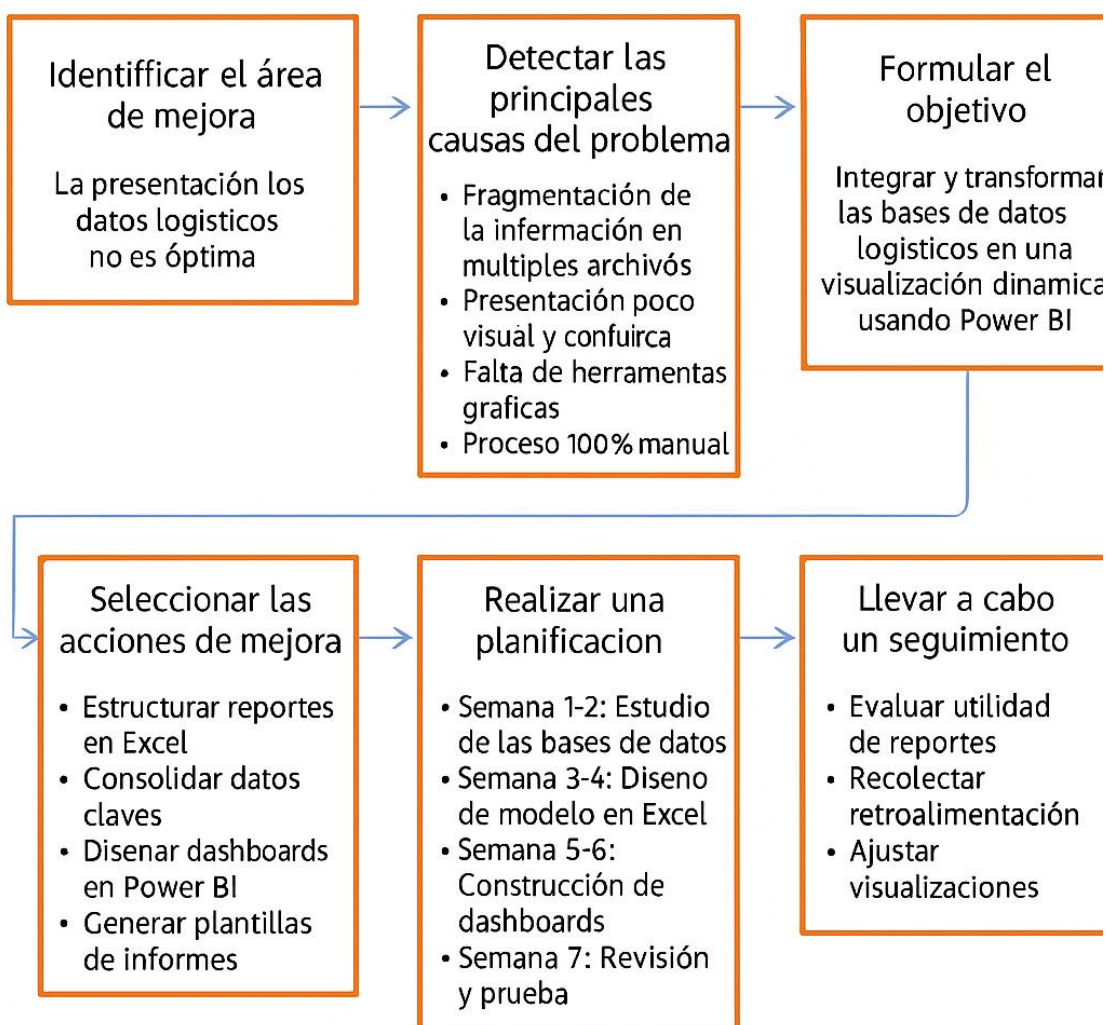 Identifficar el área
de mejora
La presentación los
datos logisticos
no es óptima
Detectar las
principales
causas del problema
• Fragmentación de
la infermación en
multiples archivós
• Presentación poco
visual y confuirca
• Falta de herramentas
graficas
• Proceso 100% manual
Formular el
objetivo
Integrar y transformar
las bases de datos
logisticos en una
visualización dinamica
usando Power BI
Seleccionar las
acciones de mejora
• Estructurar reportes
en Excel
• Consolidar datos
claves
• Disenar dashboards
en Power BI
• Generar plantillas
de informes
Realizar una
planificacion
• Semana 1-2: Estudio
de las bases de datos
• Semana 3-4: Diseno
de modelo en Excel
• Semana 5-6:
Construcción de
dashboards
• Semana 7: Revisión
y prueba
Llevar a cabo
un seguimiento
• Evaluar utilidad
de reportes
• Recolectar
retroalimentación
• Ajustar
visualizaciones